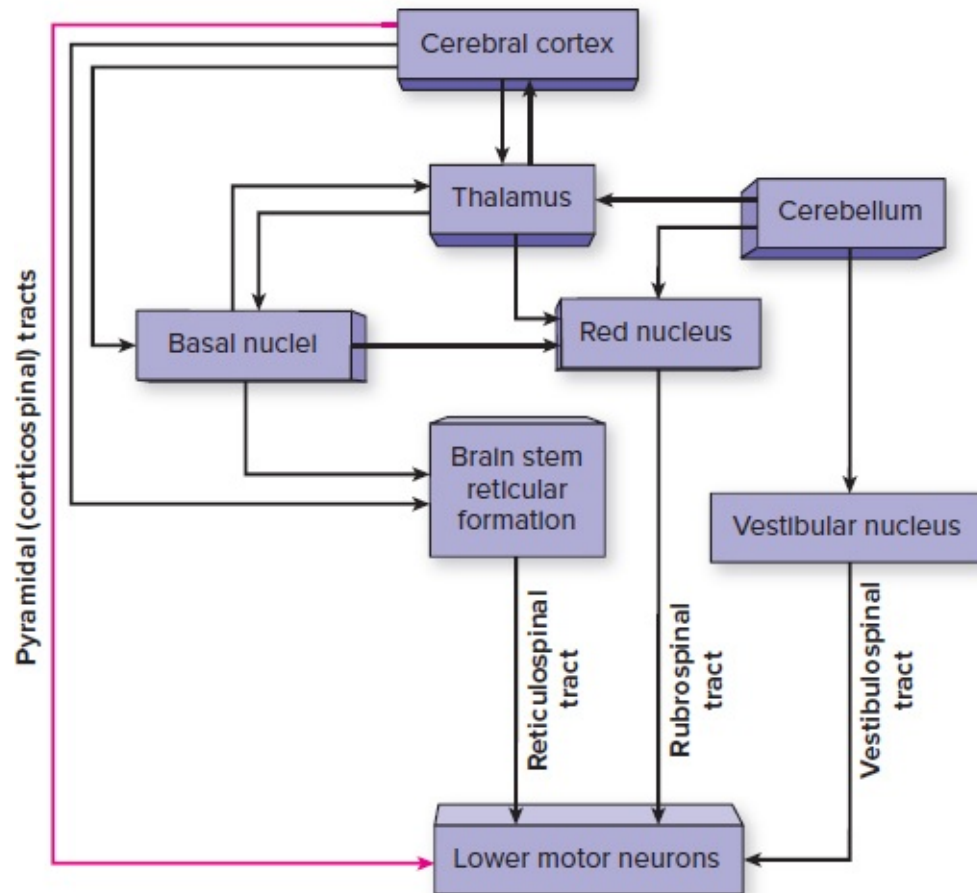 Cerebral cortex
Thalamus
Cerebellum
Basal nuclei
Red nucleus
Brain stem
reticular
formation
Vestibular nucleus
Pyramidal (corticospinal) tracts
Reticulospinal
tract
Rubrospinal
tract
Vestibulospinal
tract
Lower motor neurons